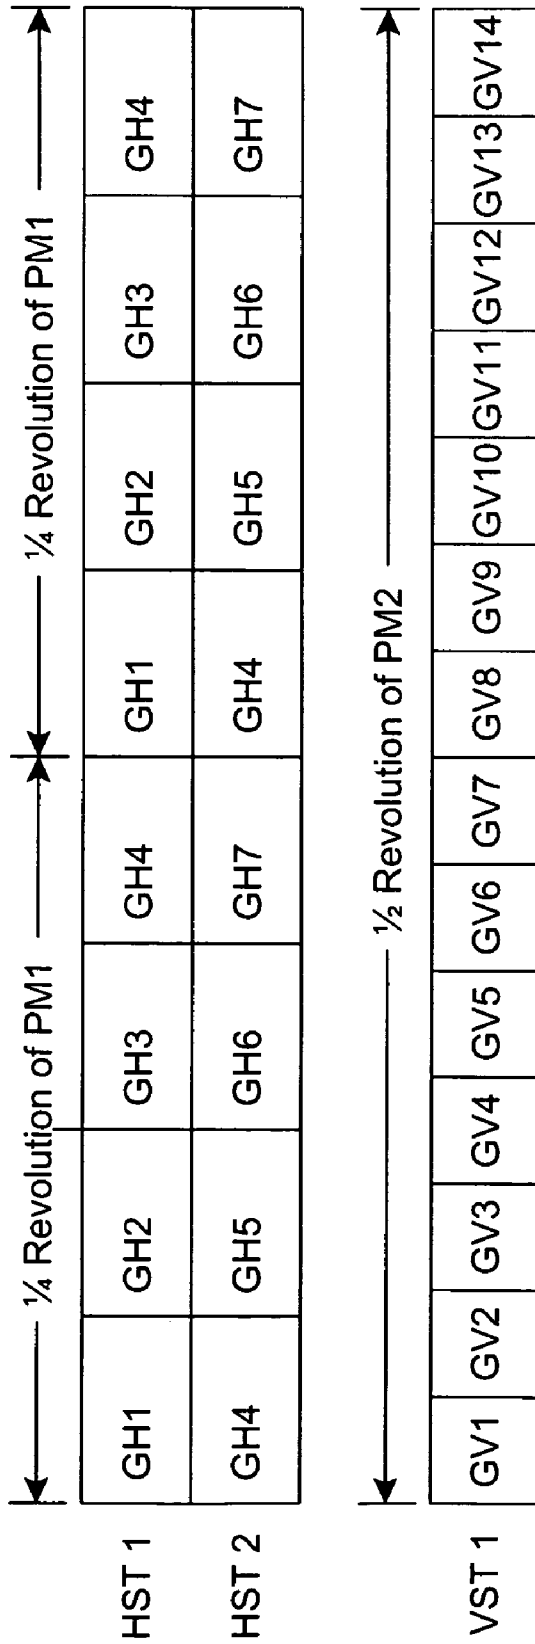 ¼ Revolution of PM1 ¼ Revolution of PM1
HST 1 GH1 GH2 GH3 GH4 GH1 GH2 GH3 GH4
HST 2 GH4 GH5 GH6 GH7 GH4 GH5 GH6 GH7
½ Revolution of PM2
VST 1 GV1 GV2 GV3 GV4 GV5 GV6 GV7 GV8 GV9 GV10 GV11 GV12 GV13 GV14